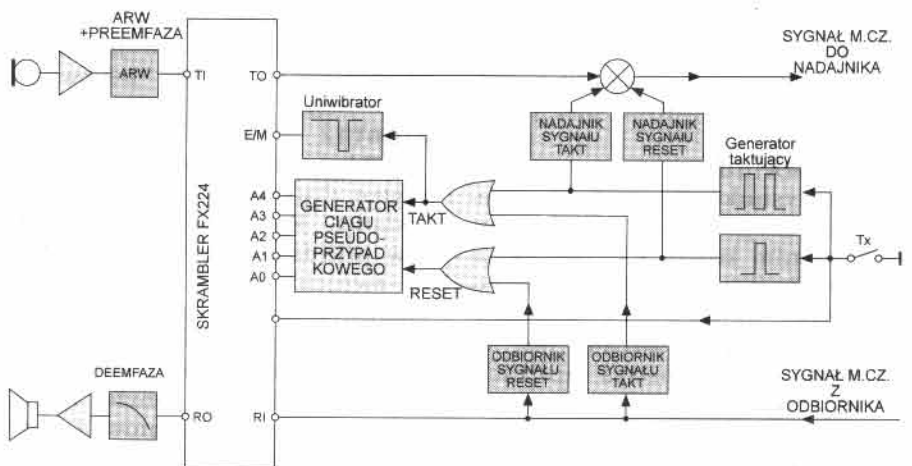 ARW
+PREEMFAZA
ARW
TI
TO
SYGNAŁ M.CZ.
DO
NADAJNIKA
Uniwibrator
E/M
NADAJNIK
SYGNAłU
TAKT
NADAJNIK
SYGNAłU
RESET
Generator
taktujący
SKRAMBLER FX224
A4
A3
A2
A1
A0
GENERATOR
CIĄGU
PSEUDO-
PRZYPAD
KOWEGO
TAKT
RESET
Tx
DEEMFAZA
ODBIORNIK
SYGNAŁU
RESET
ODBIORNIK
SYGNAŁU
TAKT
SYGNAŁ M.CZ.
Z
ODBIORNIKA
RO
RI